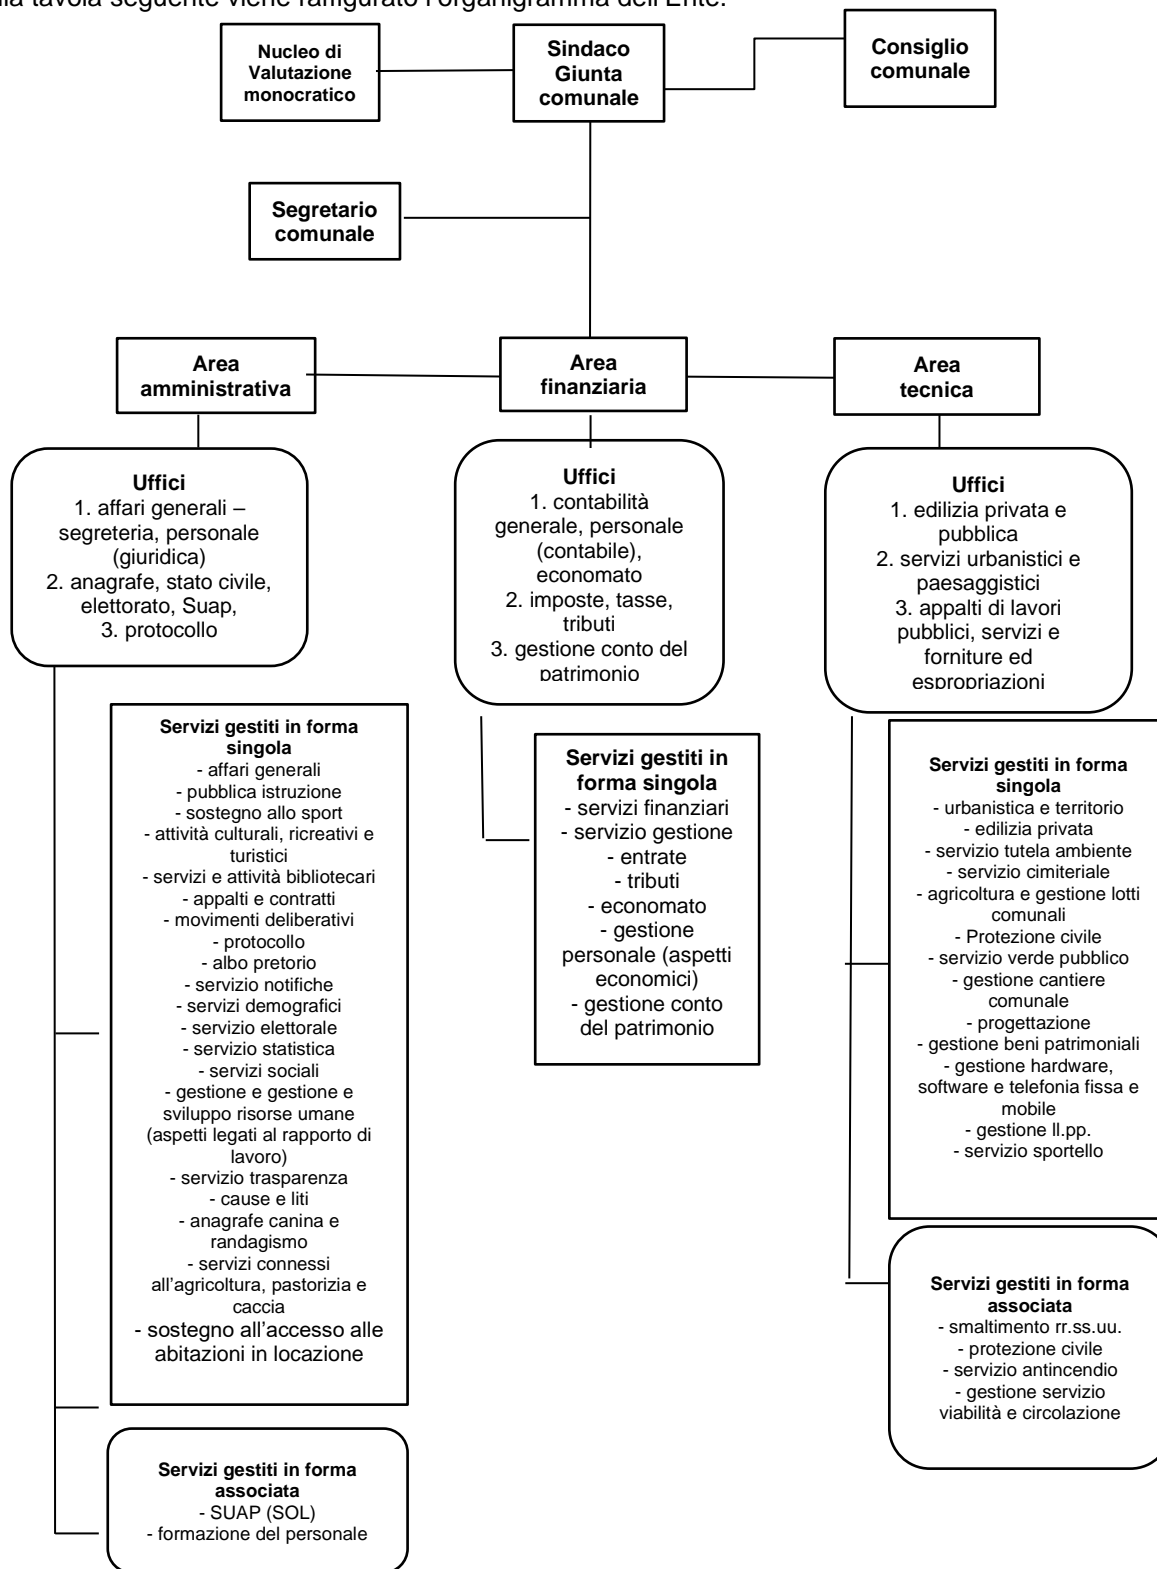 la tavola seguente viene raffigurato l'organigramma dell'Ente.
Nucleo di
Valutazione
monocratico
Sindaco
Giunta
comunale
Consiglio
comunale
Segretario
comunale
Area
amministrativa
Area
finanziaria
Area
tecnica
Uffici
1. affari generali –
segreteria, personale
(giuridica)
2. anagrafe, stato civile,
elettorato, Suap,
3. protocollo
Uffici
1. contabilità
generale, personale
(contabile),
economato
2. imposte, tasse,
tributi
3. gestione conto del
patrimonio
Uffici
1. edilizia privata e
pubblica
2. servizi urbanistici e
paesaggistici
3. appalti di lavori
pubblici, servizi e
forniture ed
espropriazioni
Servizi gestiti in forma
singola
- affari generali
- pubblica istruzione
- sostegno allo sport
- attività culturali, ricreativi e
turistici
- servizi e attività bibliotecari
- appalti e contratti
- movimenti deliberativi
- protocollo
- albo pretorio
- servizio notifiche
- servizi demografici
- servizio elettorale
- servizio statistica
- servizi sociali
- gestione e gestione e
sviluppo risorse umane
(aspetti legati al rapporto di
lavoro)
- servizio trasparenza
- cause e liti
- anagrafe canina e
randagismo
- servizi connessi
all'agricoltura, pastorizia e
caccia
- sostegno all'accesso alle
abitazioni in locazione
Servizi gestiti in forma
associata
- SUAP (SOL)
- formazione del personale
Servizi gestiti in
forma singola
- servizi finanziari
- servizio gestione
- entrate
- tributi
- economato
- gestione
personale (aspetti
economici)
- gestione conto
del patrimonio
Servizi gestiti in forma
singola
- urbanistica e territorio
- edilizia privata
- servizio tutela ambiente
- servizio cimiteriale
- agricoltura e gestione lotti
comunali
- Protezione civile
- servizio verde pubblico
- gestione cantiere
comunale
- progettazione
- gestione beni patrimoniali
- gestione hardware,
software e telefonia fissa e
mobile
- gestione ll.pp.
- servizio sportello
Servizi gestiti in forma
associata
- smaltimento rr.ss.uu.
- protezione civile
- servizio antincendio
- gestione servizio
viabilità e circolazione